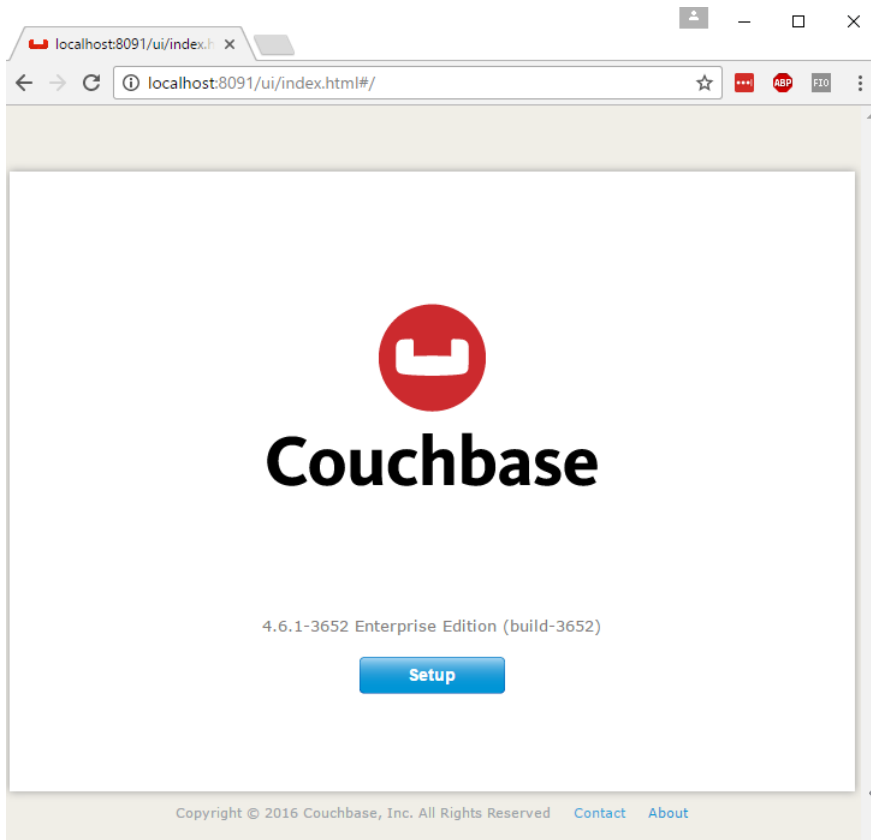 localhost:8091/ui/index.h
localhost:8091/ui/index.html#/
ABP
FIO
Couchbase
4.6.1-3652 Enterprise Edition (build-3652)
Setup
Copyright © 2016 Couchbase, Inc. All Rights Reserved Contact About